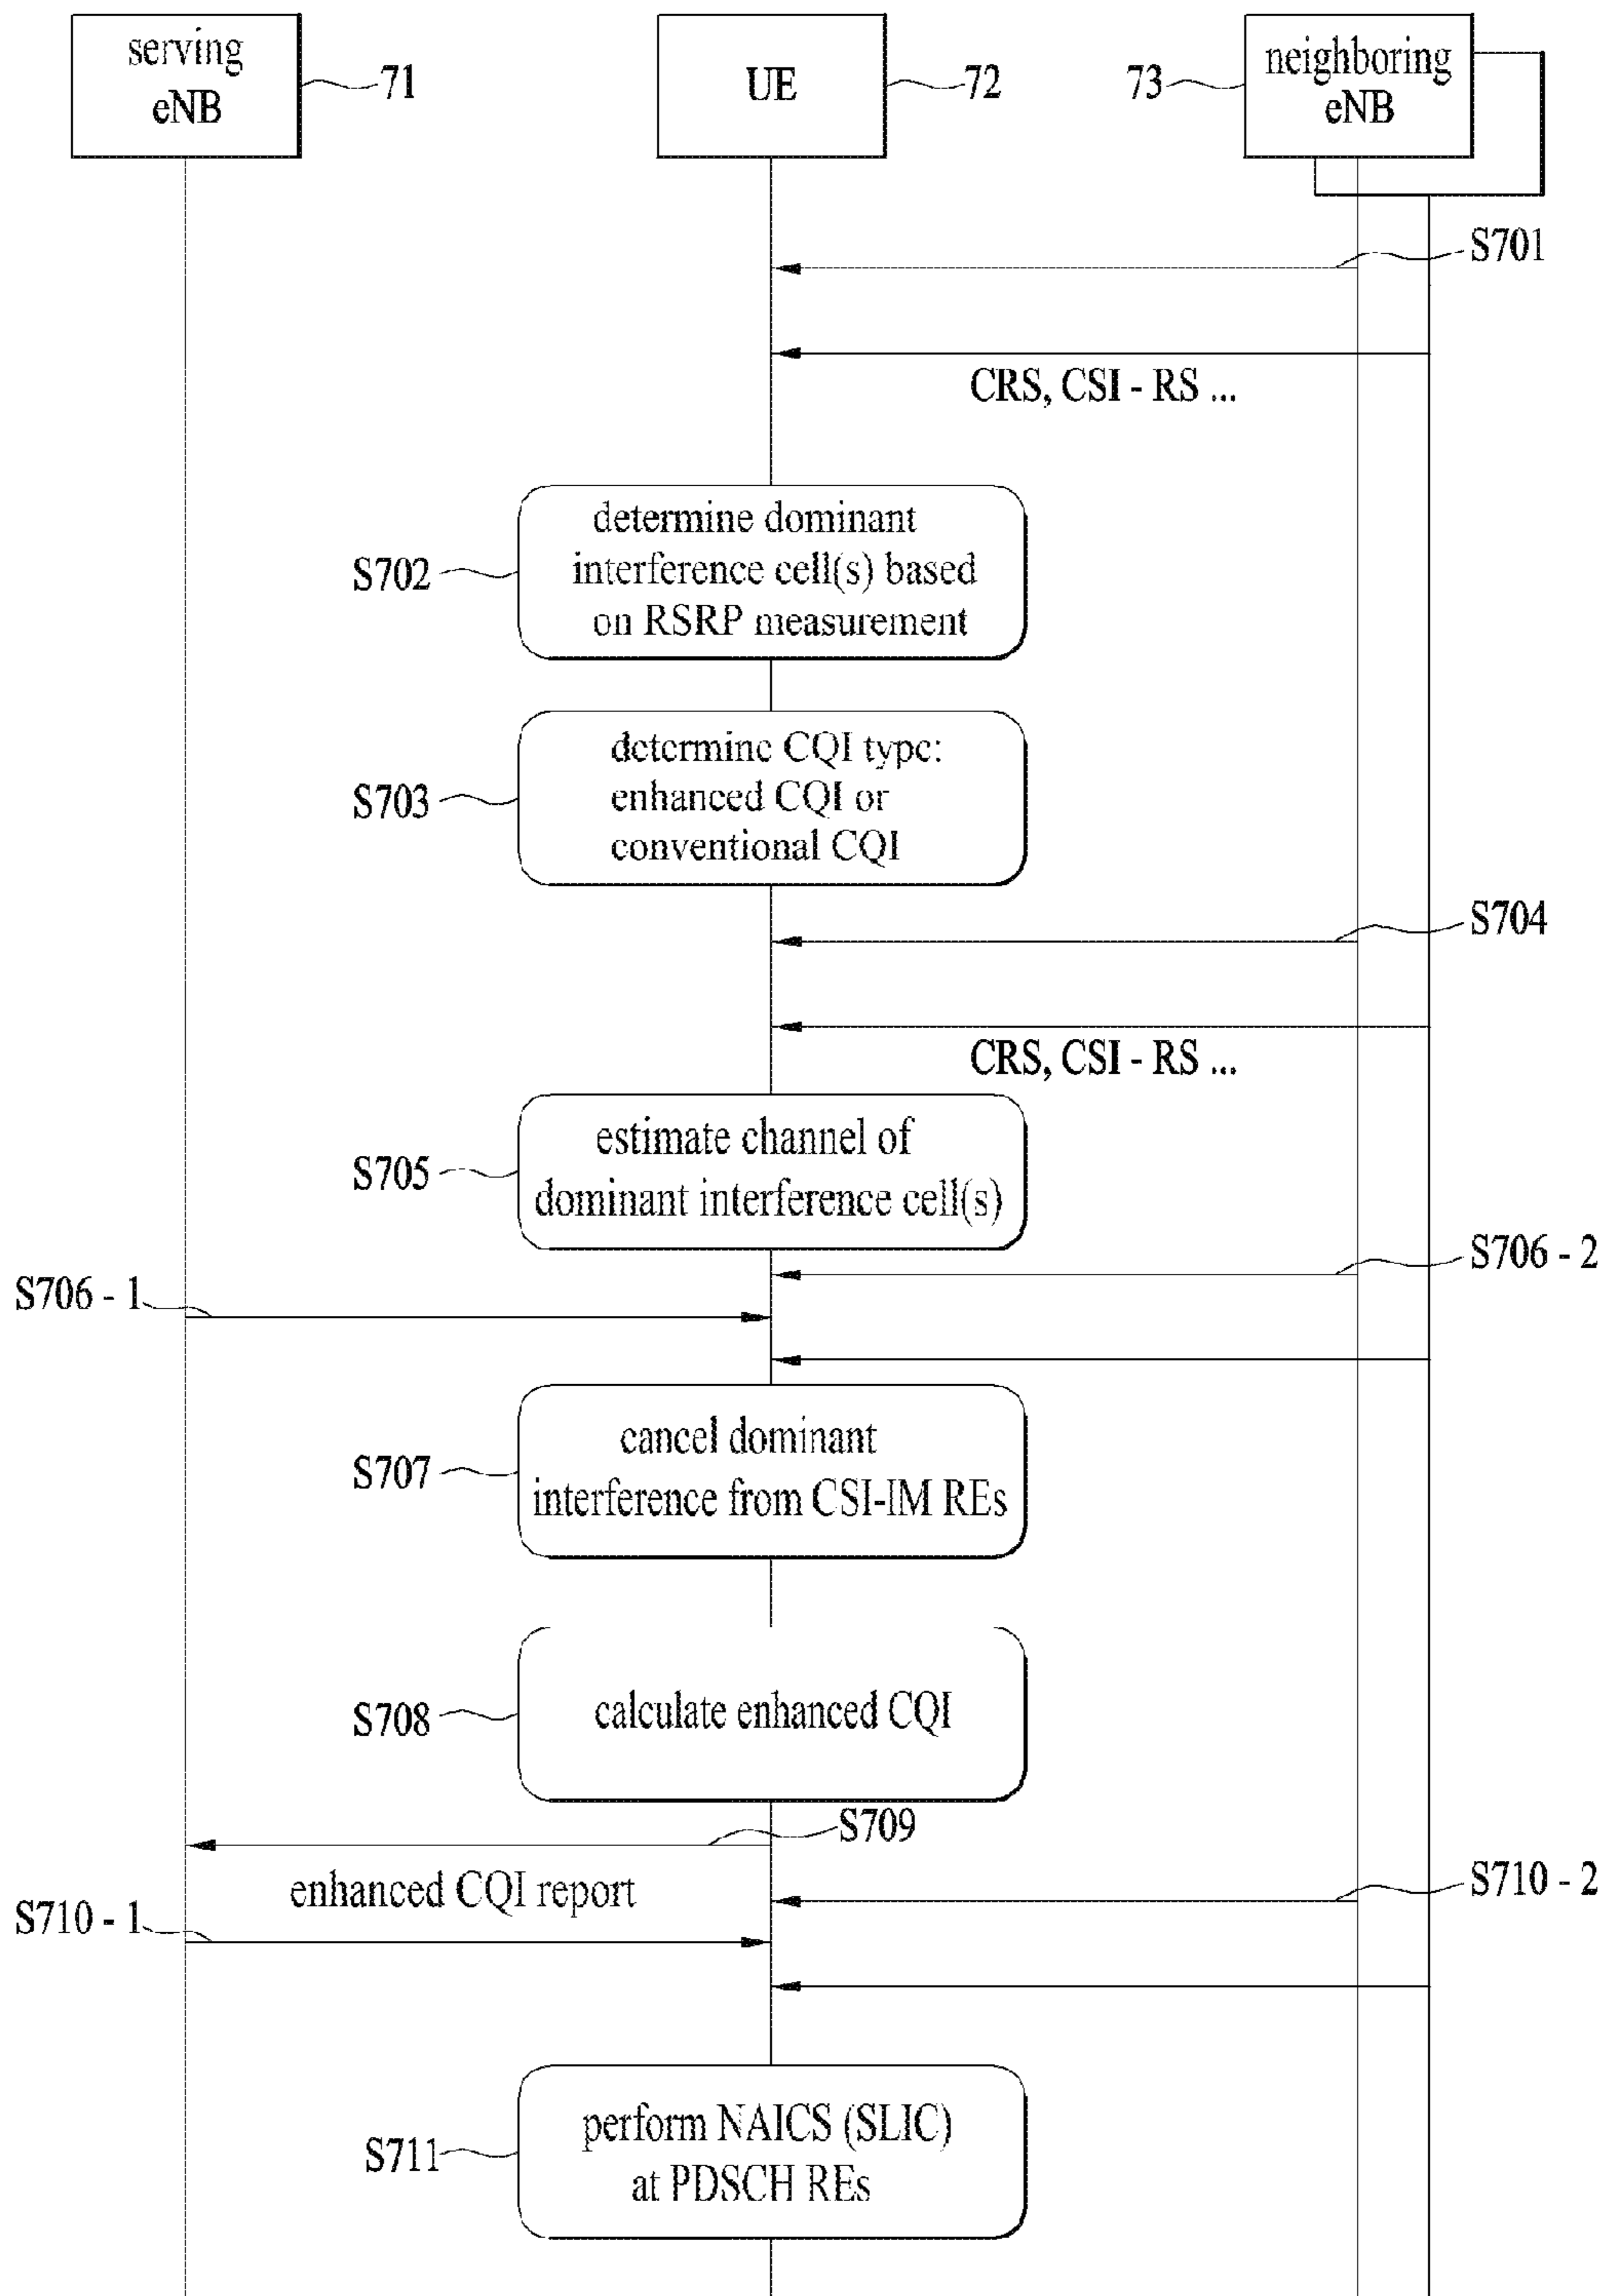 serving
eNB
71
UE
72
73
neighboring
eNB
S701
CRS, CSI - RS ...
S702
determine dominant
interference cell(s) based
on RSRP measurement
S703
determine CQI type:
enhanced CQI or
conventional CQI
S704
CRS, CSI - RS ...
S705
estimate channel of
dominant interference cell(s)
S706 - 2
S706 - 1
S707
cancel dominant
interference from CSI-IM REs
S708
calculate enhanced CQI
S709
enhanced CQI report
S710 - 2
S710 - 1
S711
perform NAICS (SLIC)
at PDSCH REs